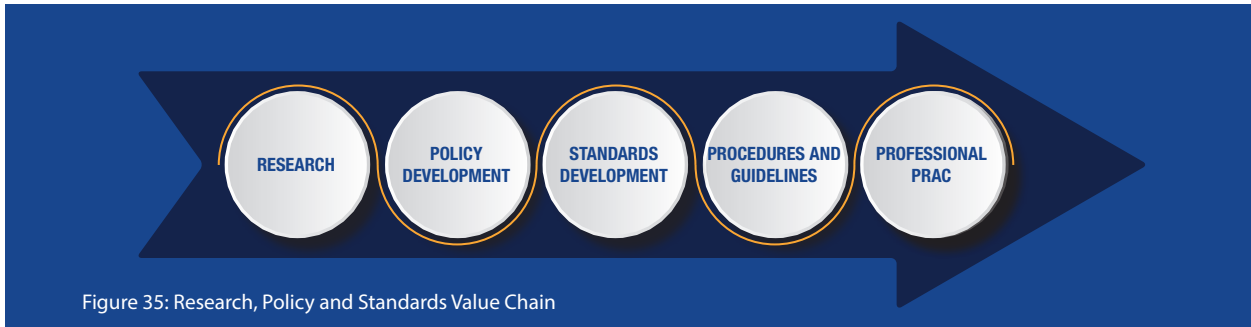 RESEARCH
POLICY
DEVELOPMENT
STANDARDS
DEVELOPMENT
PROCEDURES AND
GUIDELINES
PROFESSIONAL
PRAC
Figure 35: Research, Policy and Standards Value Chain